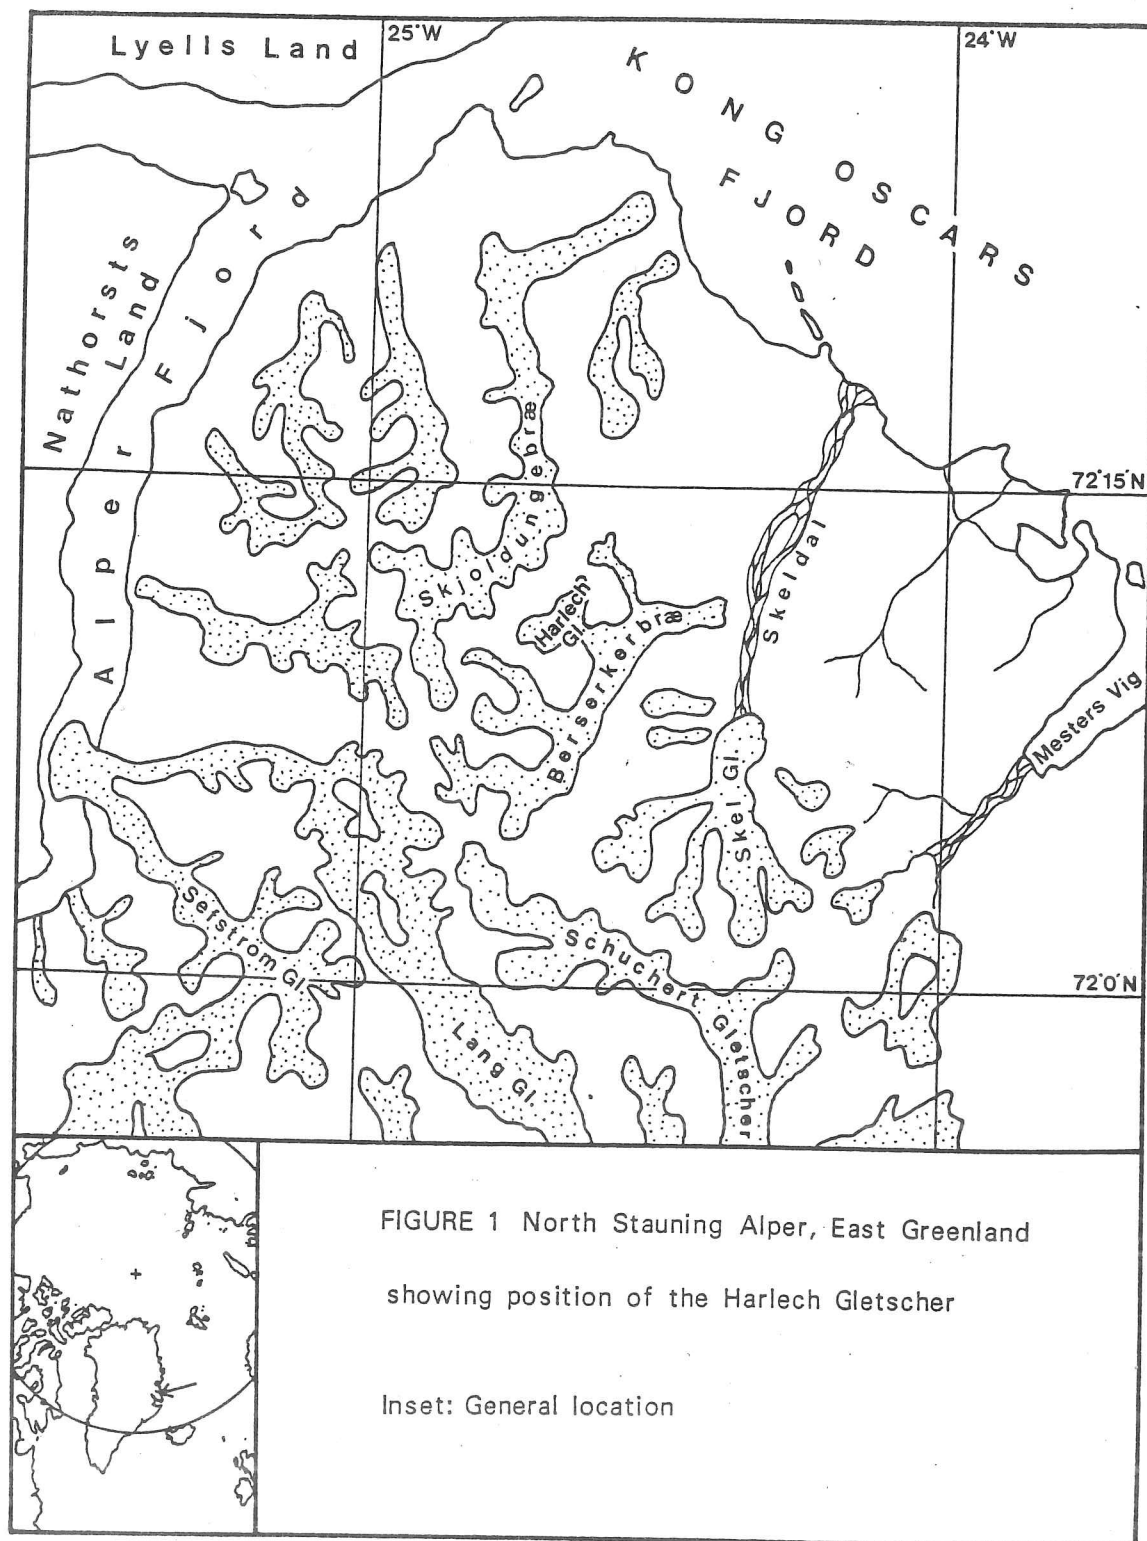 Lyells Land
25°W
24°W
KONG OSCARS
FJORD
Nathorsts
Land
Alper Fjord
72°15'N
Skjoldungebræ
Harlech
Gl.
Berserkerbræ
Skeldal
Mesters Vig
Skel Gl.
Sefstrom Gl.
Schuchert Gletscher
72°0'N
Lang Gl.
FIGURE 1 North Stauning Alper, East Greenland
showing position of the Harlech Gletscher
Inset: General location